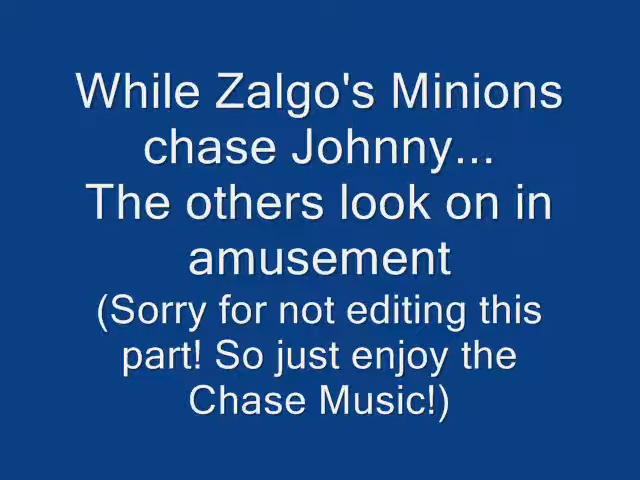 While Zalgo's Minions
chase Johnny...
The others look on in
amusement
(Sorry for not editing this
part! So just enjoy the
Chase Music!)